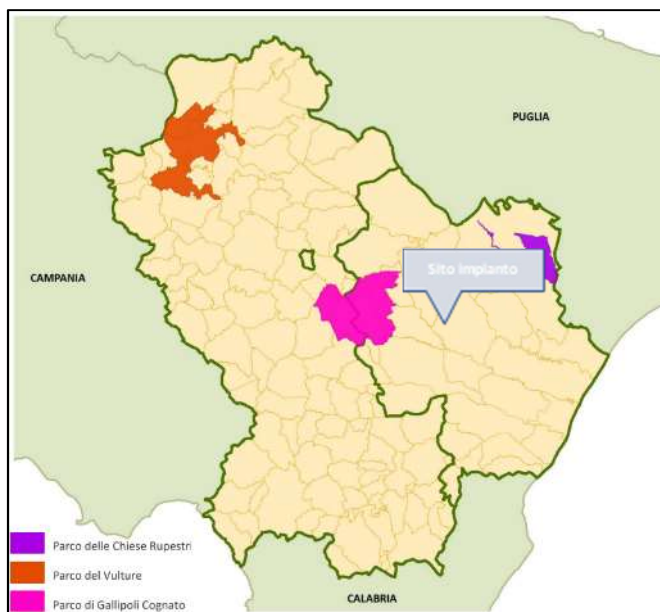 PUGLIA
CAMPANIA
Sito Impianto
Parco delle Chiese Rupestri
Parco del Vulture
Parco di Gallipoli Cognato
CALABRIA